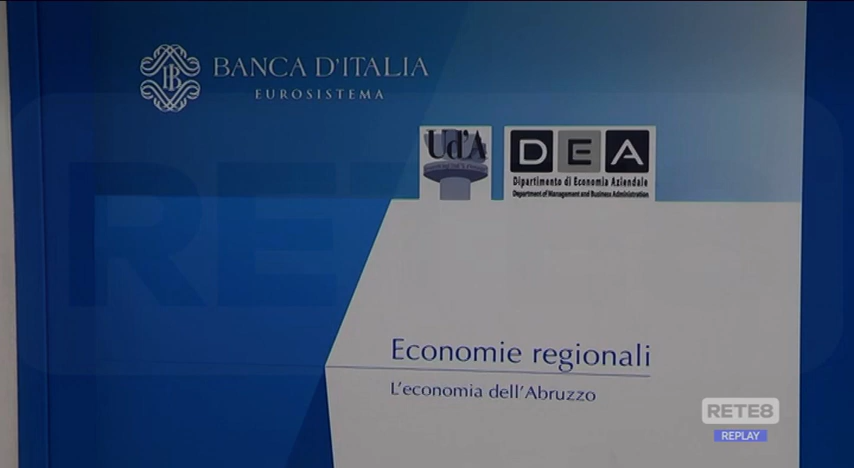 BANCA D'ITALIA
EUROSISTEMA
Ud'A
DEA
Dipartimento di Economia Aziendale
Department of Management and Business Administration
Economie regionali
L'economia dell'Abruzzo
RETE8
REPLAY